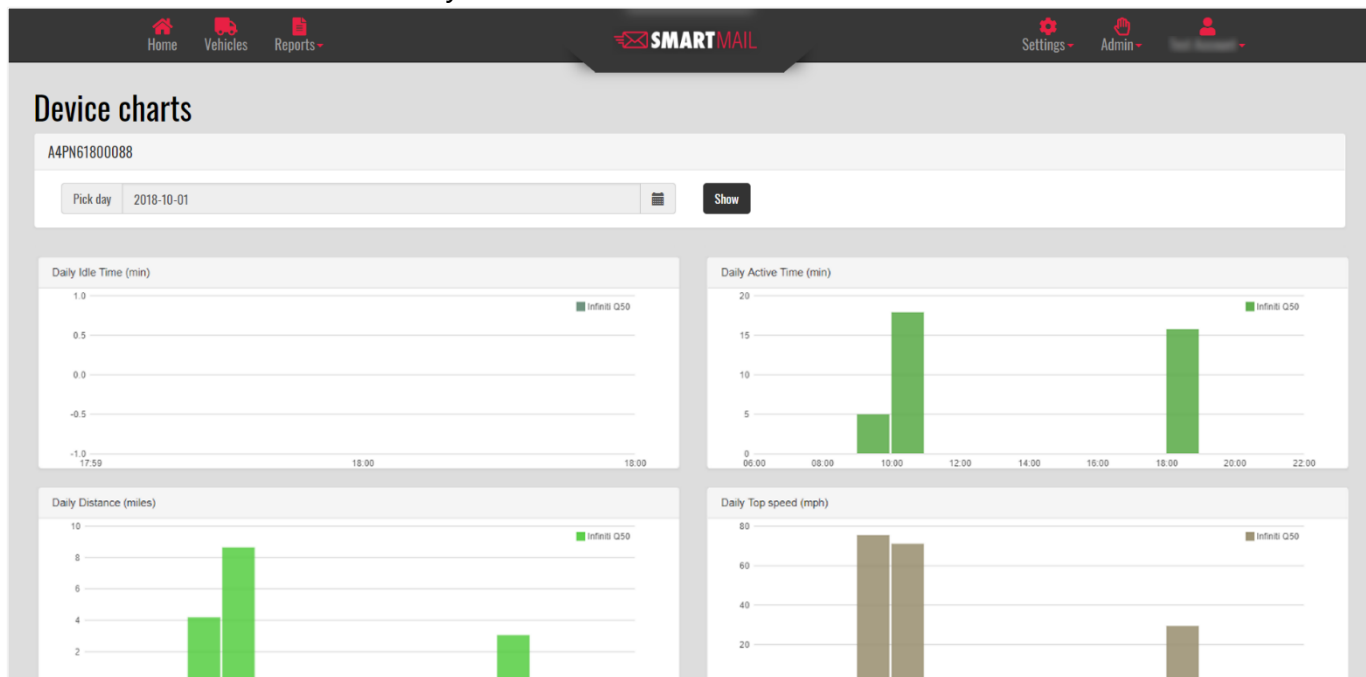 Home Vehicles Reports SMARTMAIL Settings Admin
Device charts
A4PN61800088
Pick day 2018-10-01 Show
Daily Idle Time (min)
Infiniti Q50
1.0
0.5
0.0
-0.5
-1.0
17:59 18:00 18:00
Daily Active Time (min)
Infiniti Q50
20
15
10
5
0
06:00 08:00 10:00 12:00 14:00 16:00 18:00 20:00 22:00
Daily Distance (miles)
Infiniti Q50
10
8
6
4
2
Daily Top speed (mph)
Infiniti Q50
80
60
40
20